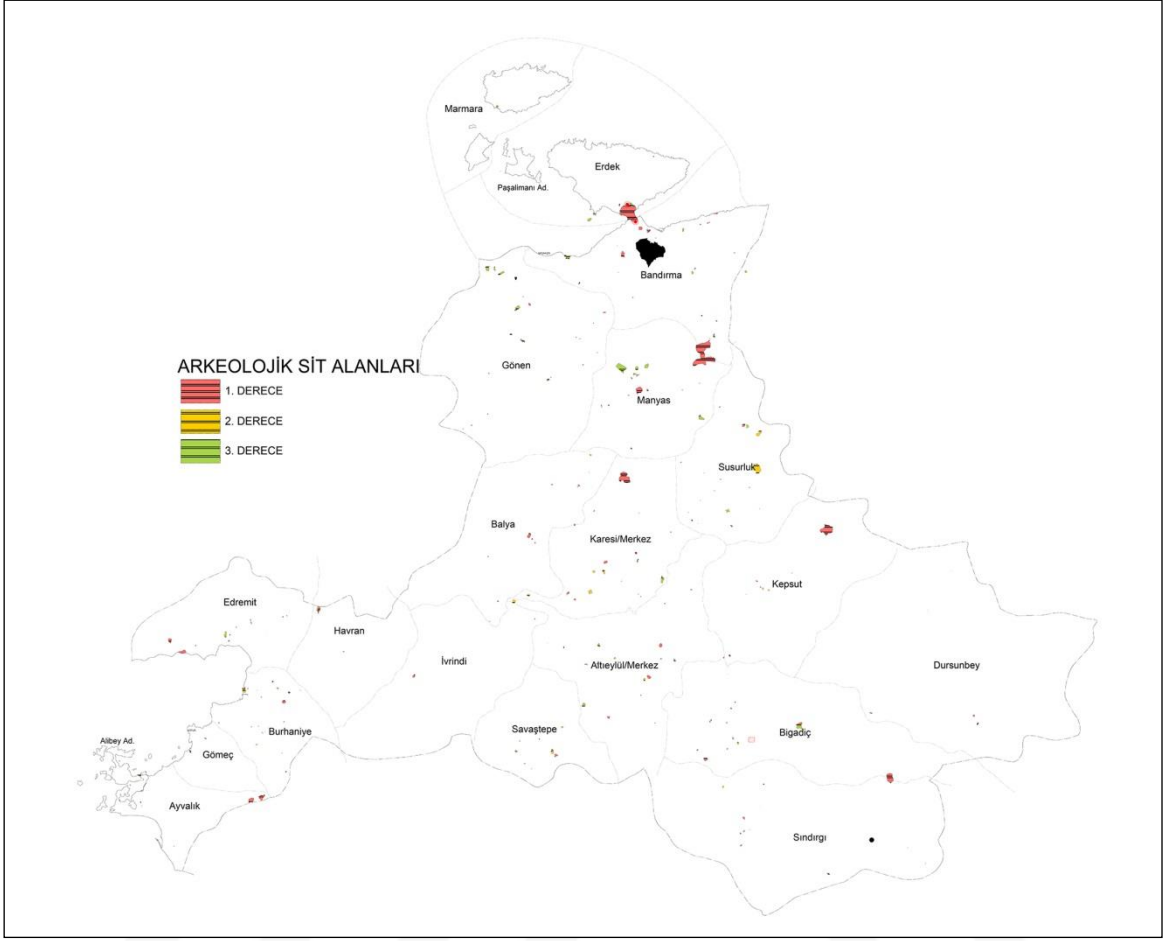 Marmara
Erdek
Paşalimanı Ad.
Bandırma
ARKEOLOJİK SİT ALANLARI
1. DERECE
2. DERECE
3. DERECE
Gönen
Manyas
Susurluk
Balya
Karesi/Merkez
Kepsut
Edremit
Havran
İvrindi
Altıeylül/Merkez
Dursunbey
Burhaniye
Savaştepe
Bigadiç
Alibey Ad.
Gömeç
Ayvalık
Sındırgı